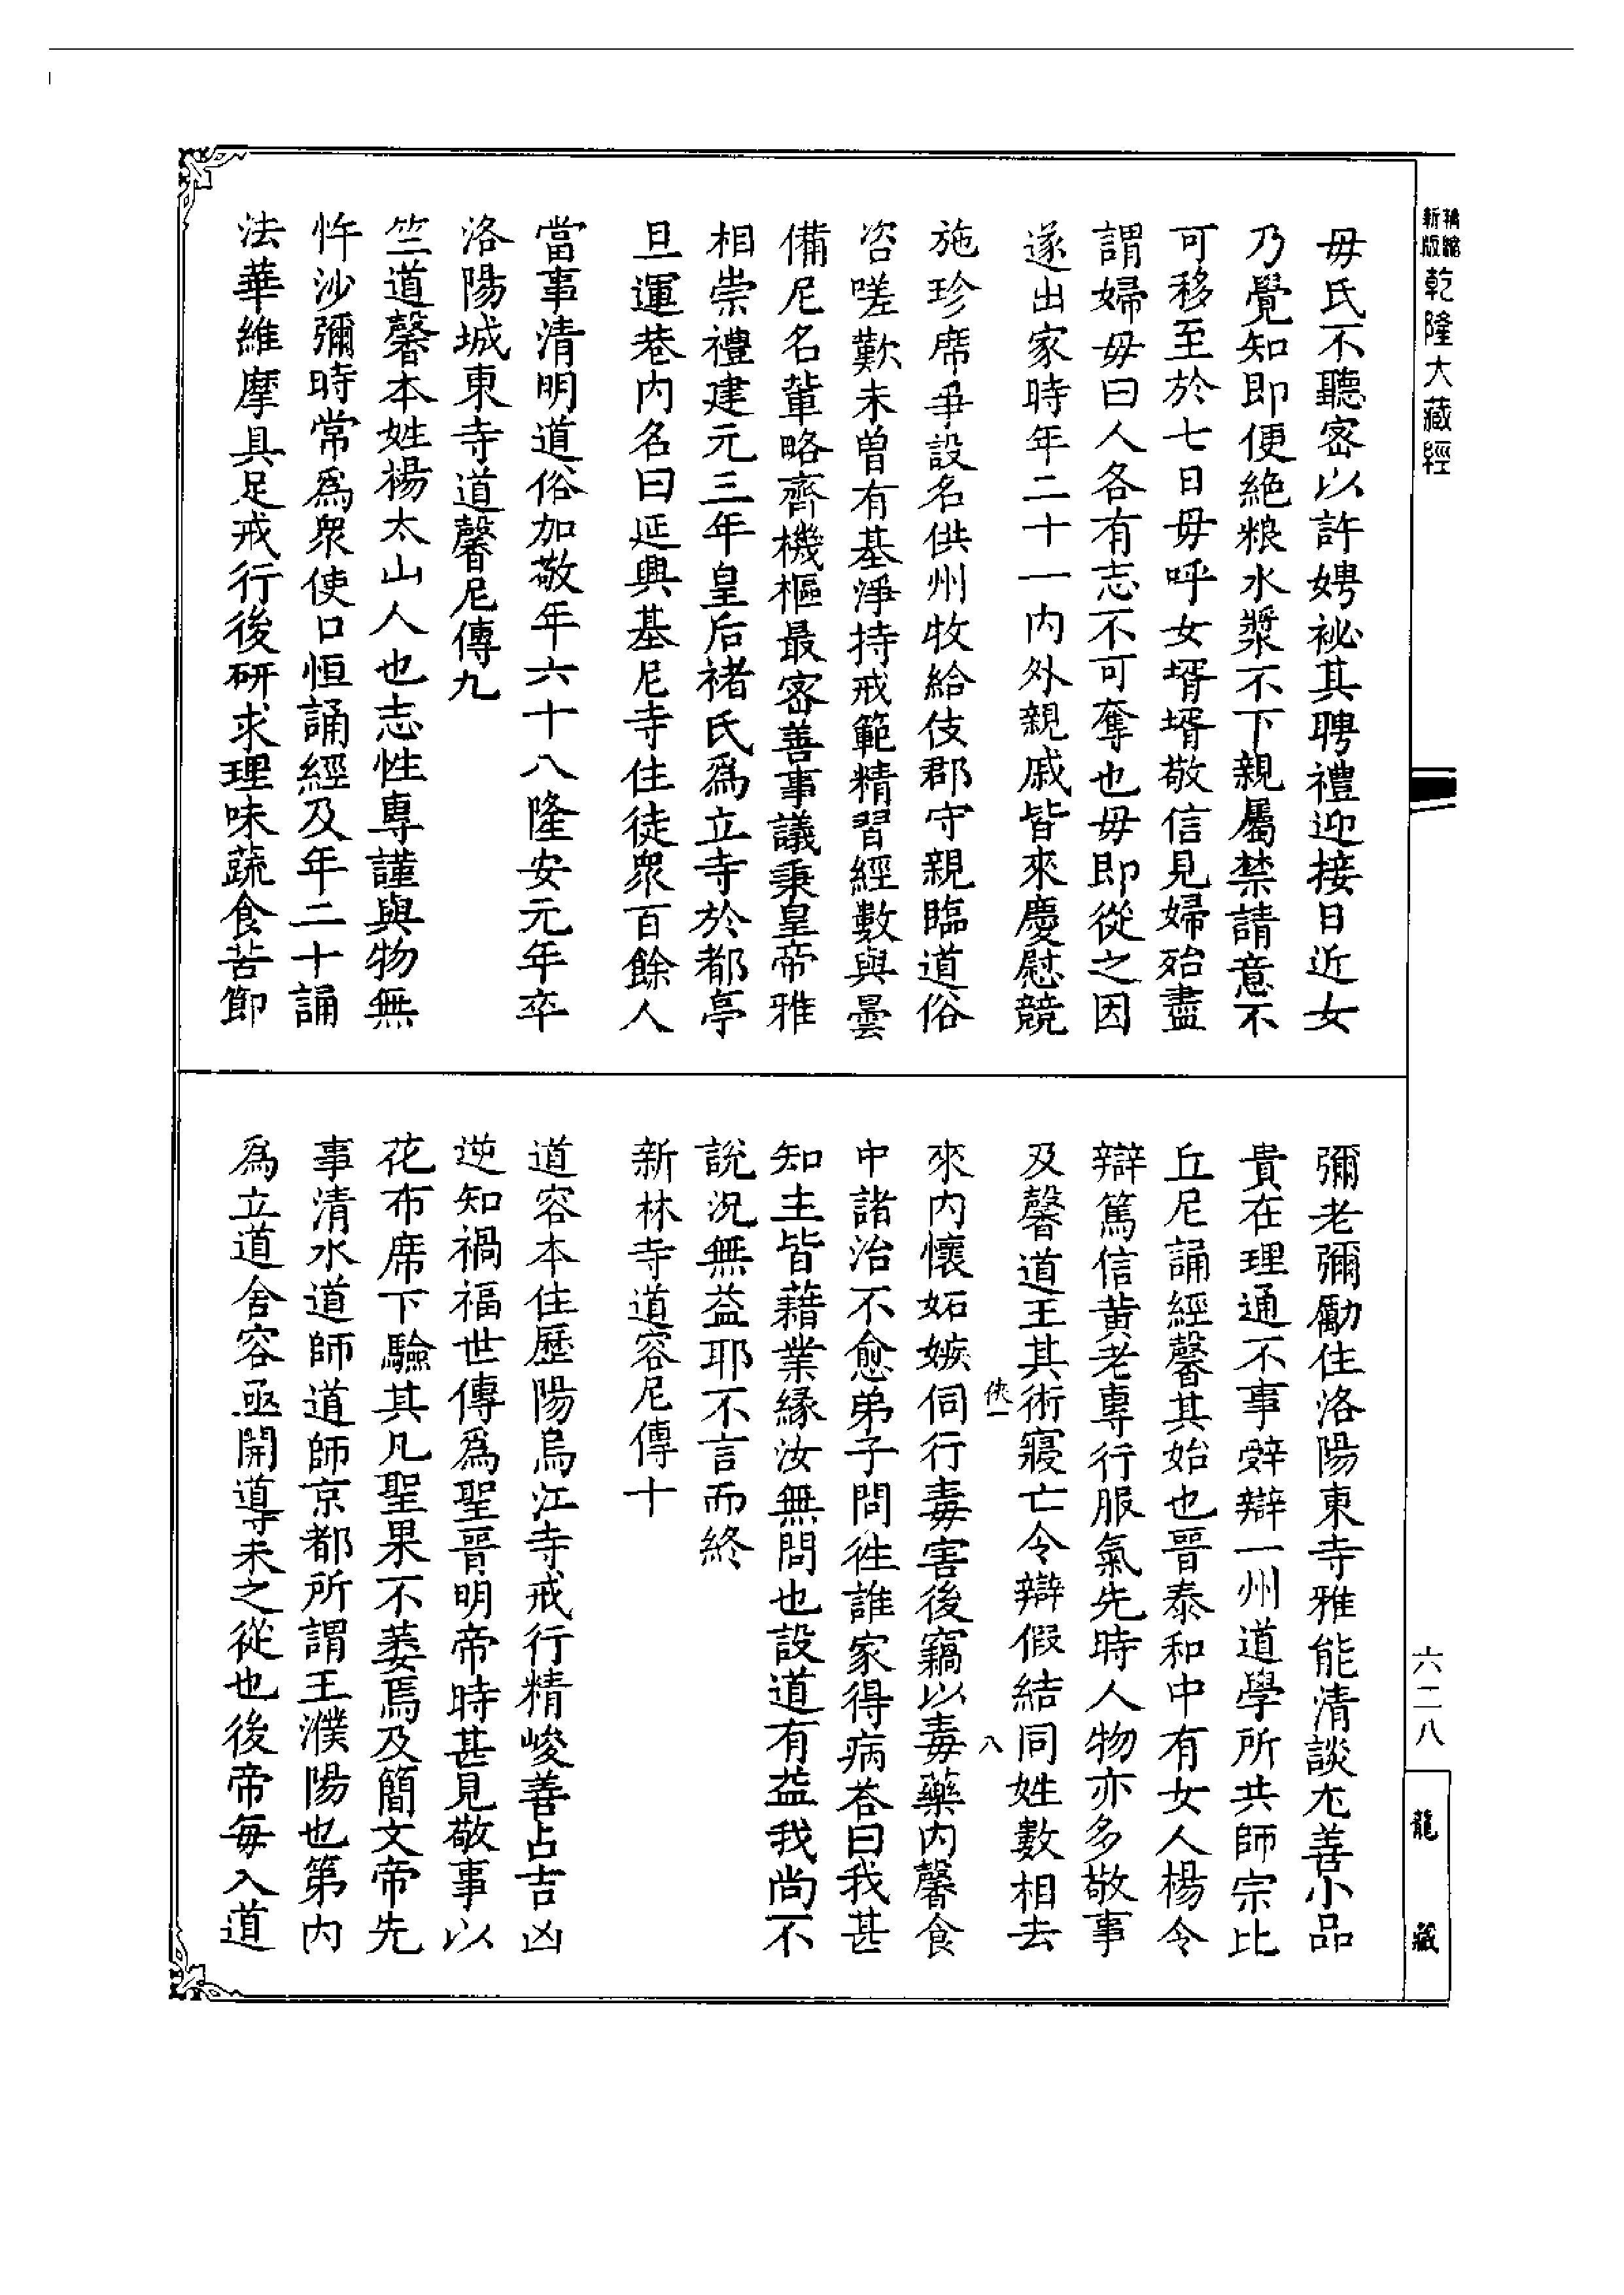 新編縮版乾隆大藏經
毋氏不聽密以許娉祕其聘禮迎接日近女
乃覺知即便絶粮水漿不下親屬禁請意不
可移至於七日毋呼女壻壻敬信見婦殆盡
謂婦毋曰人各有志不可奪也毋即從之因
遂出家時年二十一內外親戚皆來慶慰競
施珍席爭設名供州牧給伎郡守親臨道俗
咨嗟歎未曽有基淨持戒範精習經數與曇
備尼名輩略齊機樞最密善事議秉皇帝雅
相崇禮建元三年皇后褚氏爲立寺於都亭
旦運巷內名曰延興基尼寺住徒衆百餘人
當事清明道俗加敬年六十八隆安元年卒
洛陽城東寺道馨尼傳九
竺道馨本姓揚太山人也志性專謹與物無
忤沙彌時常爲衆使口恒誦經及年二十誦
法華維摩具足戒行後研求理味蔬食苦節
彌老彌勵住洛陽東寺雅能清談尤善小品
貴在理通不事辤辯一州道學所共師宗比
丘尼誦經馨其始也晉泰和中有女人楊令
辯篤信黄老專行服氣先時人物亦多敬事
及馨道王其術寢亡令辯假結同姓數相去
俠一 八
來內懷妬嫉伺行毒害後竊以毒藥內馨食
中諸治不愈弟子問徃誰家得病荅曰我甚
知主皆藉業緣汝無問也設道有益我尚不
說況無益耶不言而終
新林寺道容尼傳十
道容本住歷陽烏江寺戒行精峻善占吉凶
逆知禍福世傳爲聖晉明帝時甚見敬事以
花布席下驗其凡聖果不萎焉及簡文帝先
事清水道師道師京都所謂王濮陽也第內
爲立道舍容亟開導未之從也後帝每入道
六二八
龍藏